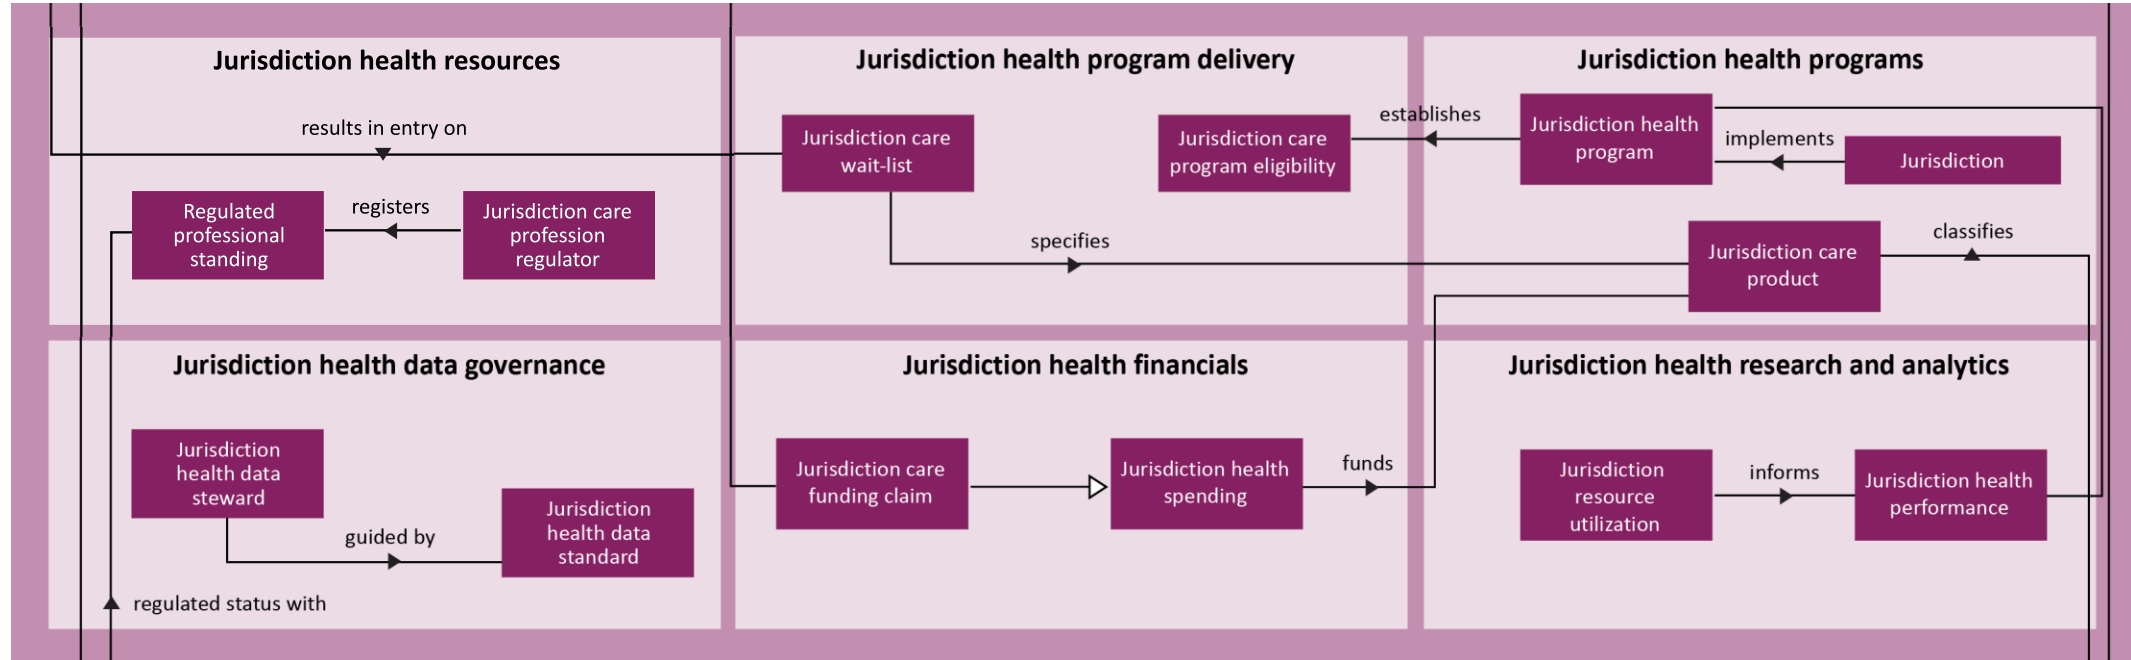 Jurisdiction health resources
results in entry on
Regulated
professional
standing
registers
Jurisdiction care
profession
regulator
Jurisdiction health program delivery
Jurisdiction care
wait-list
Jurisdiction care
program eligibility
specifies
establishes
Jurisdiction health programs
Jurisdiction health
program
implements
Jurisdiction
Jurisdiction care
product
classifies
Jurisdiction health data governance
Jurisdiction
health data
steward
guided by
Jurisdiction
health data
standard
regulated status with
Jurisdiction health financials
Jurisdiction care
funding claim
Jurisdiction health
spending
funds
Jurisdiction health research and analytics
Jurisdiction
resource
utilization
informs
Jurisdiction health
performance